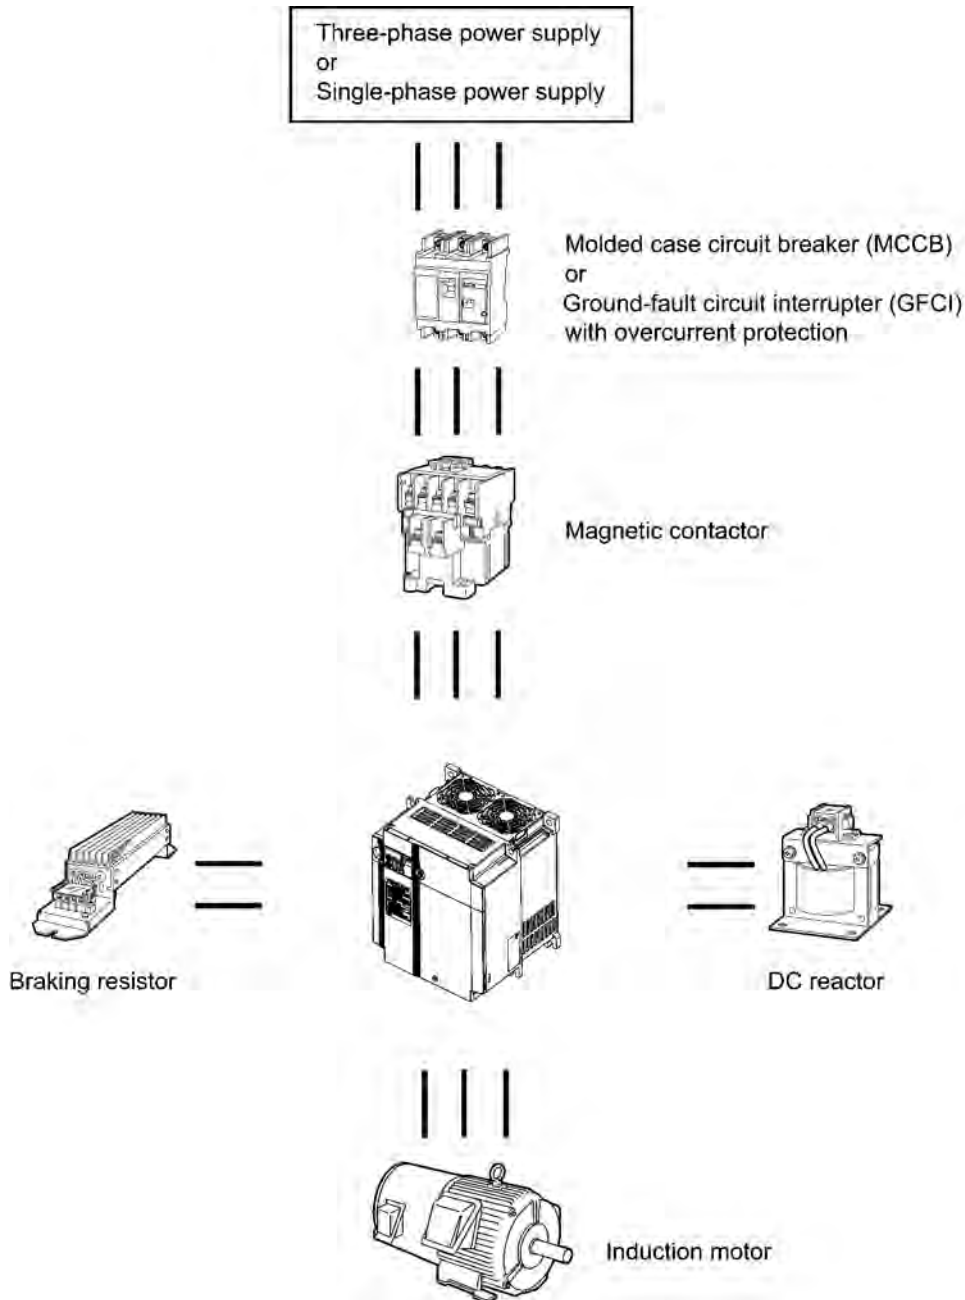 Three-phase power supply
or
Single-phase power supply
Molded case circuit breaker (MCCB)
or
Ground-fault circuit interrupter (GFCI)
with overcurrent protection
Magnetic contactor
Braking resistor
DC reactor
Induction motor